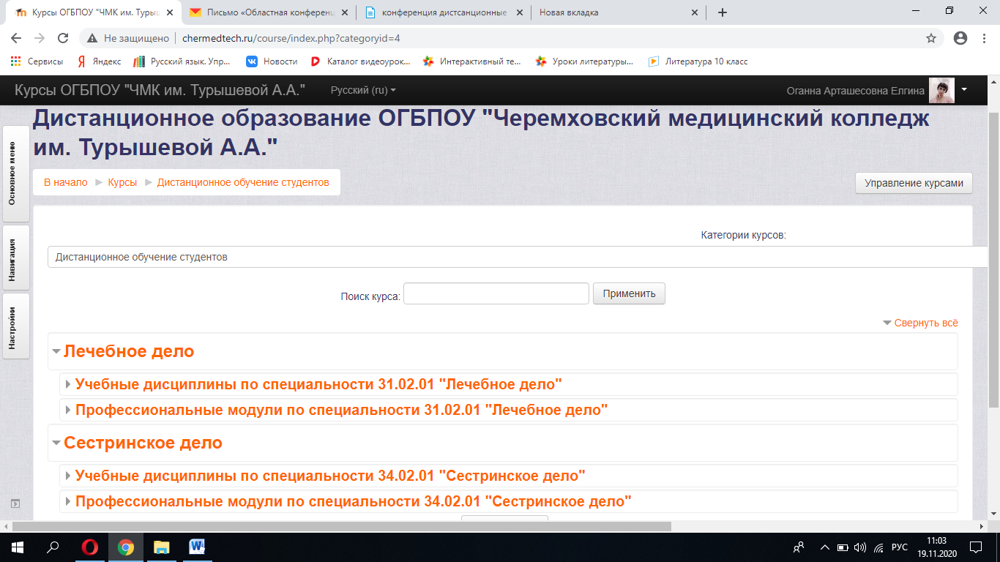 Курсы ОГБПОУ "ЧМК им. Турыш
Письмо «Областная конференц
конференция дистсанционные
Новая вкладка
Не защищено
chermedtech.ru/course/index.php?categoryid=4
Сервисы
Яндекс
Русский язык. Упр...
Новости
Каталог видеоурок...
Интерактивный те...
Уроки литературы...
Литература 10 класс
Курсы ОГБПОУ "ЧМК им. Турышевой А.А."
Русский (ru)
Оганна Арташесовна Елгина
Дистанционное образование ОГБПОУ "Черемховский медицинский колледж
им. Турышевой А.А."
Основное меню
Навигация
Настройки
В начало ► Курсы ► Дистанционное обучение студентов
Управление курсами
Категории курсов:
Дистанционное обучение студентов
Поиск курса:
Применить
Свернуть всё
Лечебное дело
Учебные дисциплины по специальности 31.02.01 "Лечебное дело"
Профессиональные модули по специальности 31.02.01 "Лечебное дело"
Сестринское дело
Учебные дисциплины по специальности 34.02.01 "Сестринское дело"
Профессиональные модули по специальности 34.02.01 "Сестринское дело"
РУС
11:03
19.11.2020